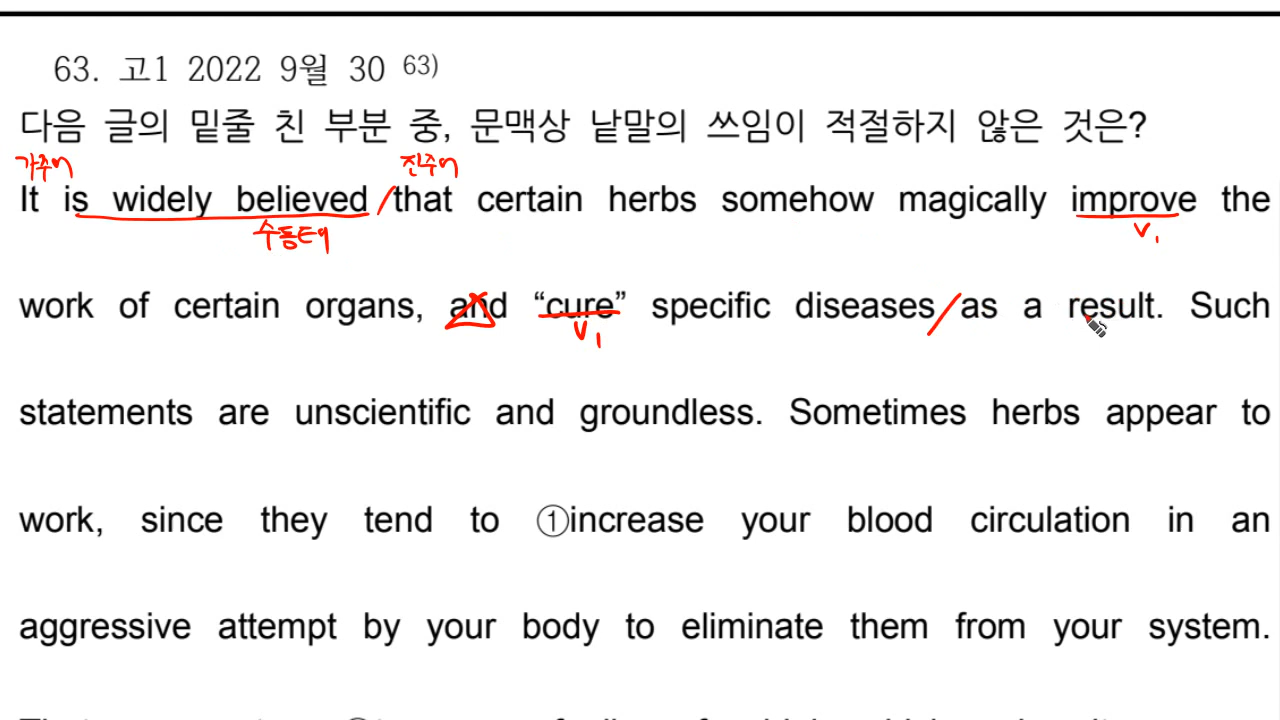 63. 고1 2022 9월 30 63)
다음 글의 밑줄 친 부분 중, 문맥상 낱말의 쓰임이 적절하지 않은 것은?
가주어 진주어
It is widely believed that certain herbs somehow magically improve the
수동태 V1
work of certain organs, and “cure” specific diseases as a result. Such
V1
statements are unscientific and groundless. Sometimes herbs appear to
work, since they tend to ①increase your blood circulation in an
aggressive attempt by your body to eliminate them from your system.